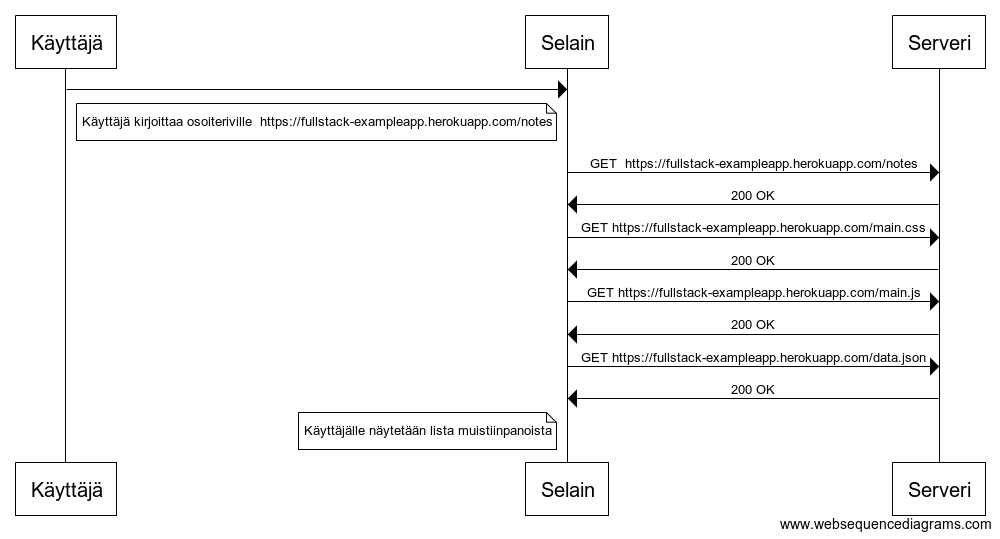 Käyttäjä Selain Serveri
Käyttäjä kirjoittaa osoiteriville  https://fullstack-exampleapp.herokuapp.com/notes
GET  https://fullstack-exampleapp.herokuapp.com/notes
200 OK
GET https://fullstack-exampleapp.herokuapp.com/main.css
200 OK
GET https://fullstack-exampleapp.herokuapp.com/main.js
200 OK
GET https://fullstack-exampleapp.herokuapp.com/data.json
200 OK
Käyttäjälle näytetään lista muistiinpanoista
Käyttäjä Selain Serveri
www.websequencediagrams.com